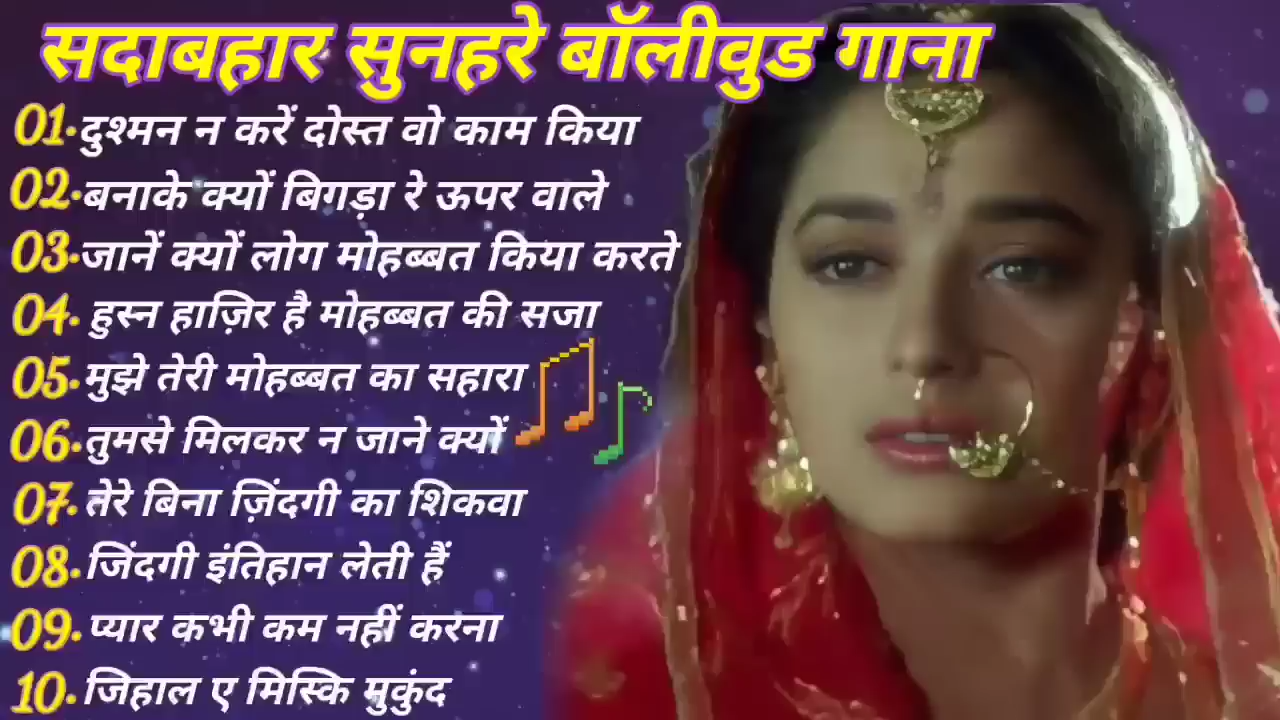 सदाबहार सुनहरे बॉलीवुड गाना
01. दुश्मन न करें दोस्त वो काम किया
02. बनाके क्यों बिगड़ा रे ऊपर वाले
03. जानें क्यों लोग मोहब्बत किया करते
04. हुस्न हाज़िर है मोहब्बत की सजा
05. मुझे तेरी मोहब्बत का सहारा
06. तुमसे मिलकर न जाने क्यों
07. तेरे बिना ज़िंदगी का शिकवा
08. जिंदगी इंतिहान लेती हैं
09. प्यार कभी कम नहीं करना
10. जिहाल ए मिस्कि मुकुंद